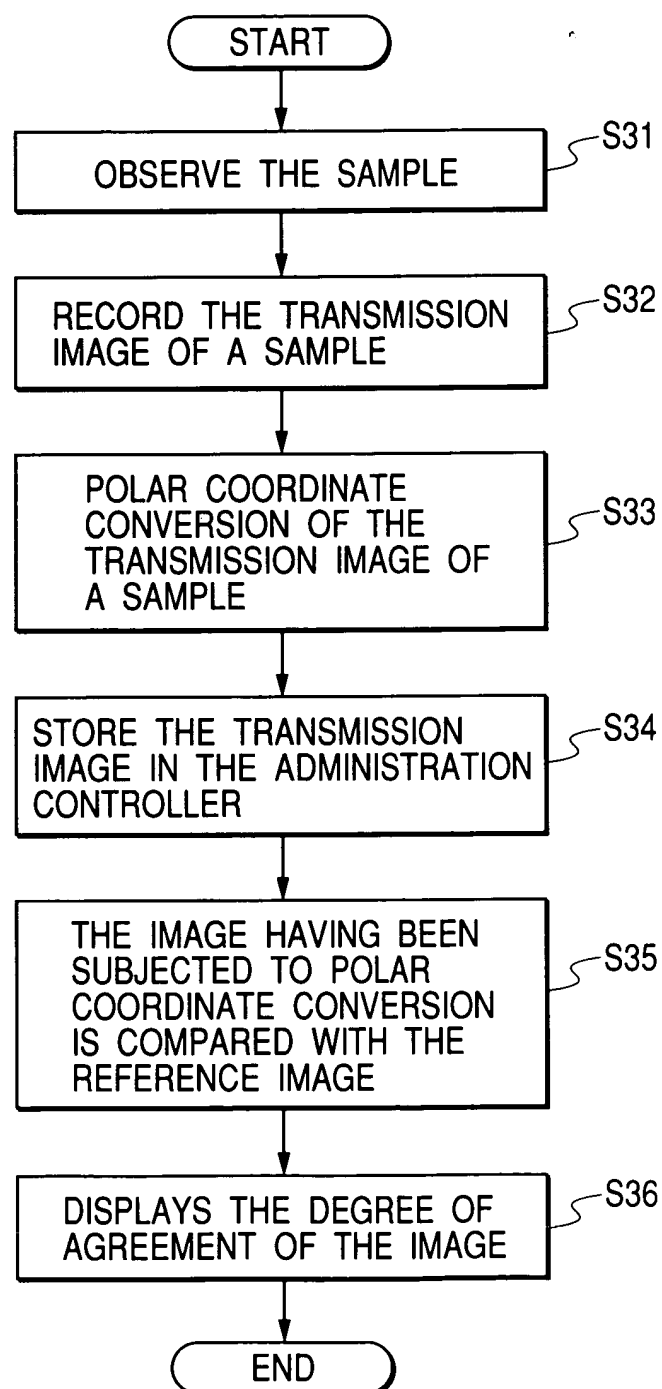 START
OBSERVE THE SAMPLE
S31
RECORD THE TRANSMISSION
IMAGE OF A SAMPLE
S32
POLAR COORDINATE
CONVERSION OF THE
TRANSMISSION IMAGE OF
A SAMPLE
S33
STORE THE TRANSMISSION
IMAGE IN THE ADMINISTRATION
CONTROLLER
S34
THE IMAGE HAVING BEEN
SUBJECTED TO POLAR
COORDINATE CONVERSION
IS COMPARED WITH THE
REFERENCE IMAGE
S35
DISPLAYS THE DEGREE OF
AGREEMENT OF THE IMAGE
S36
END